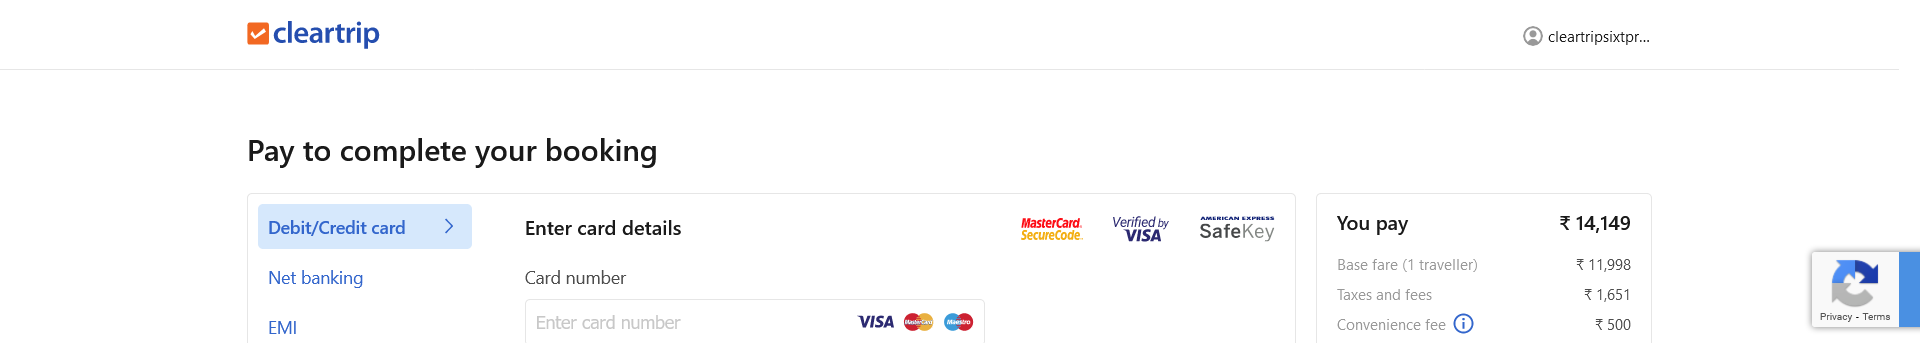 cleartrip
cleartripsixtpr...
Pay to complete your booking
Debit/Credit card
Net banking
EMI
Enter card details
MasterCard. SecureCode.
Verified by VISA
AMERICAN EXPRESS SafeKey
Card number
Enter card number VISA MasterCard Maestro
You pay ₹ 14,149
Base fare (1 traveller) ₹ 11,998
Taxes and fees ₹ 1,651
Convenience fee ₹ 500
Privacy - Terms